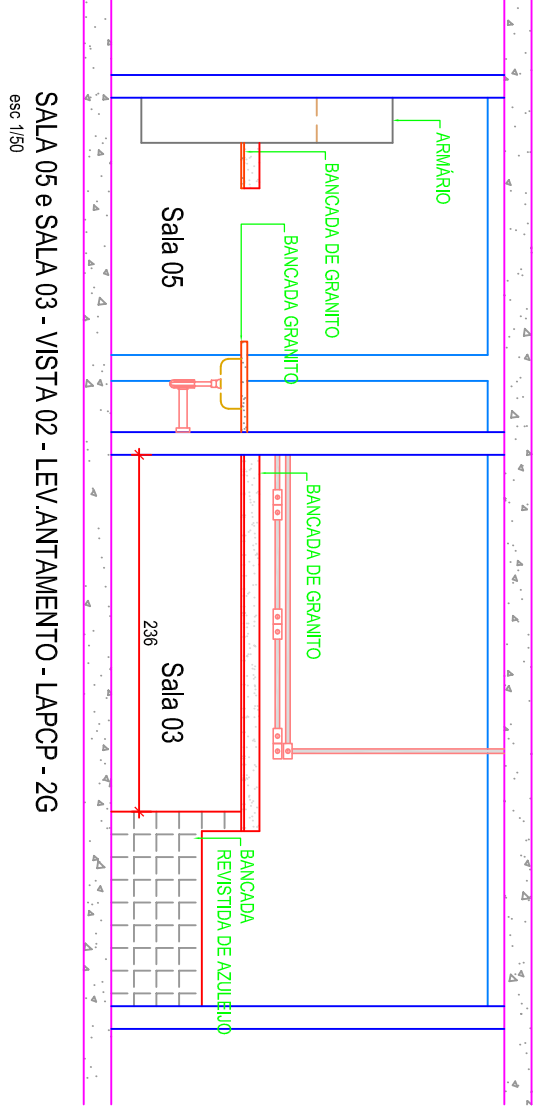 ARMÁRIO
BANCADA DE GRANITO
BANCADA GRANITO
Sala 05
BANCADA DE GRANITO
236
Sala 03
BANCADA
REVISTIDA DE AZULEIJO
SALA 05 e SALA 03 - VISTA 02 - LEV.ANTAMENTO - LAPCP - 2G
esc 1/50